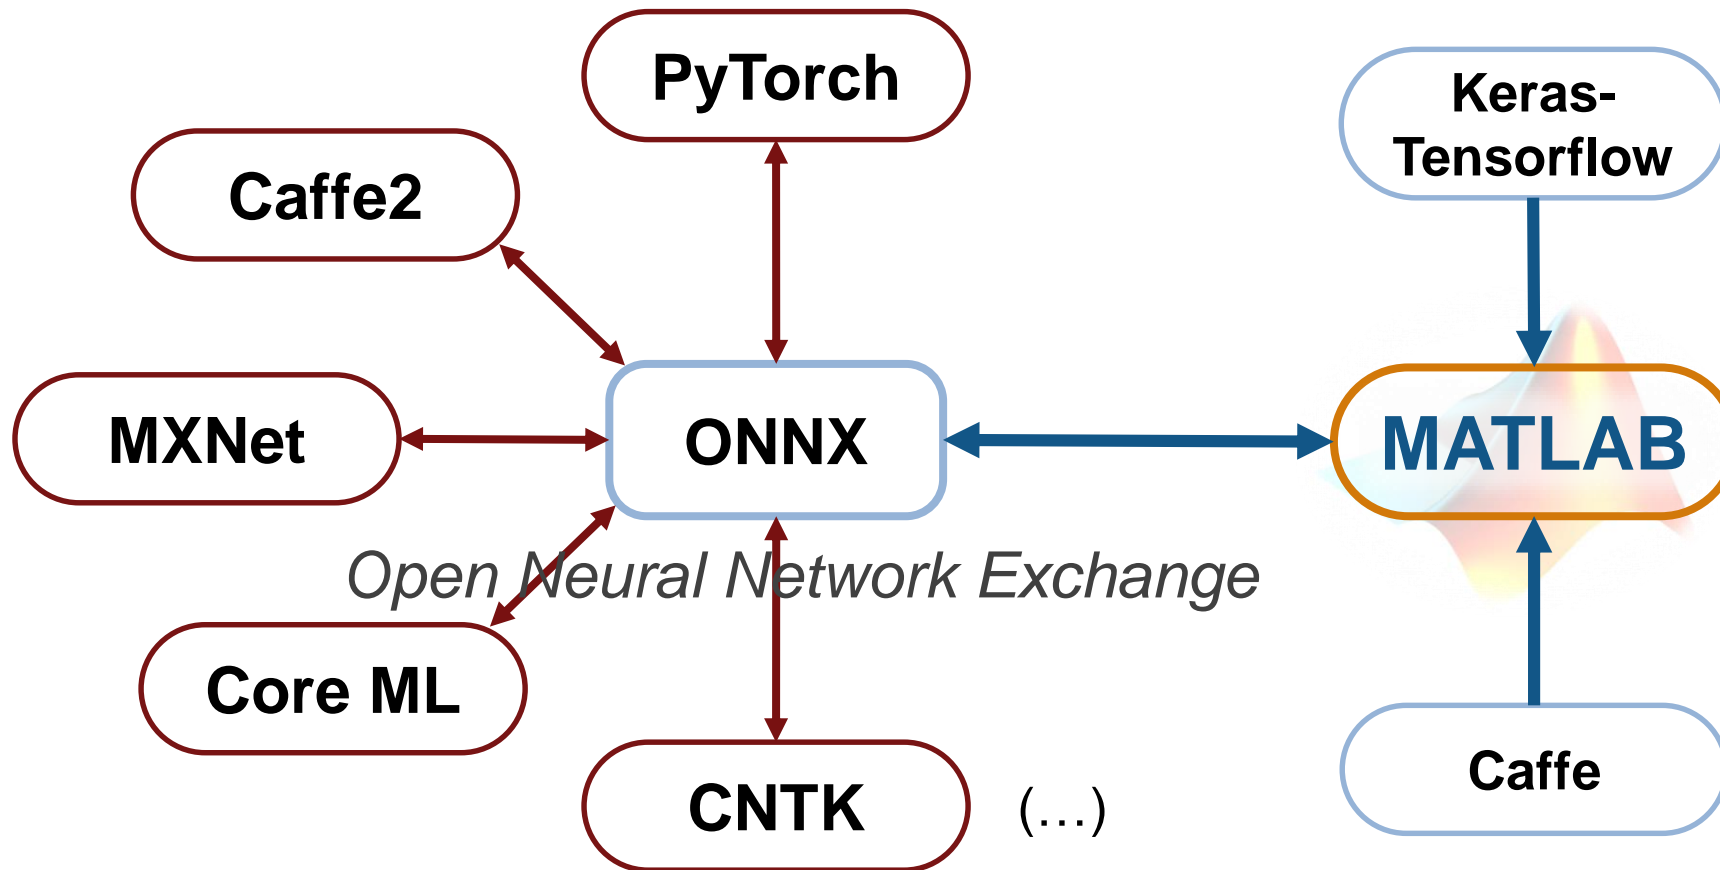 PyTorch
Keras-
Tensorflow
Caffe2
MXNet
ONNX
MATLAB
Open Neural Network Exchange
Core ML
CNTK
(...)
Caffe